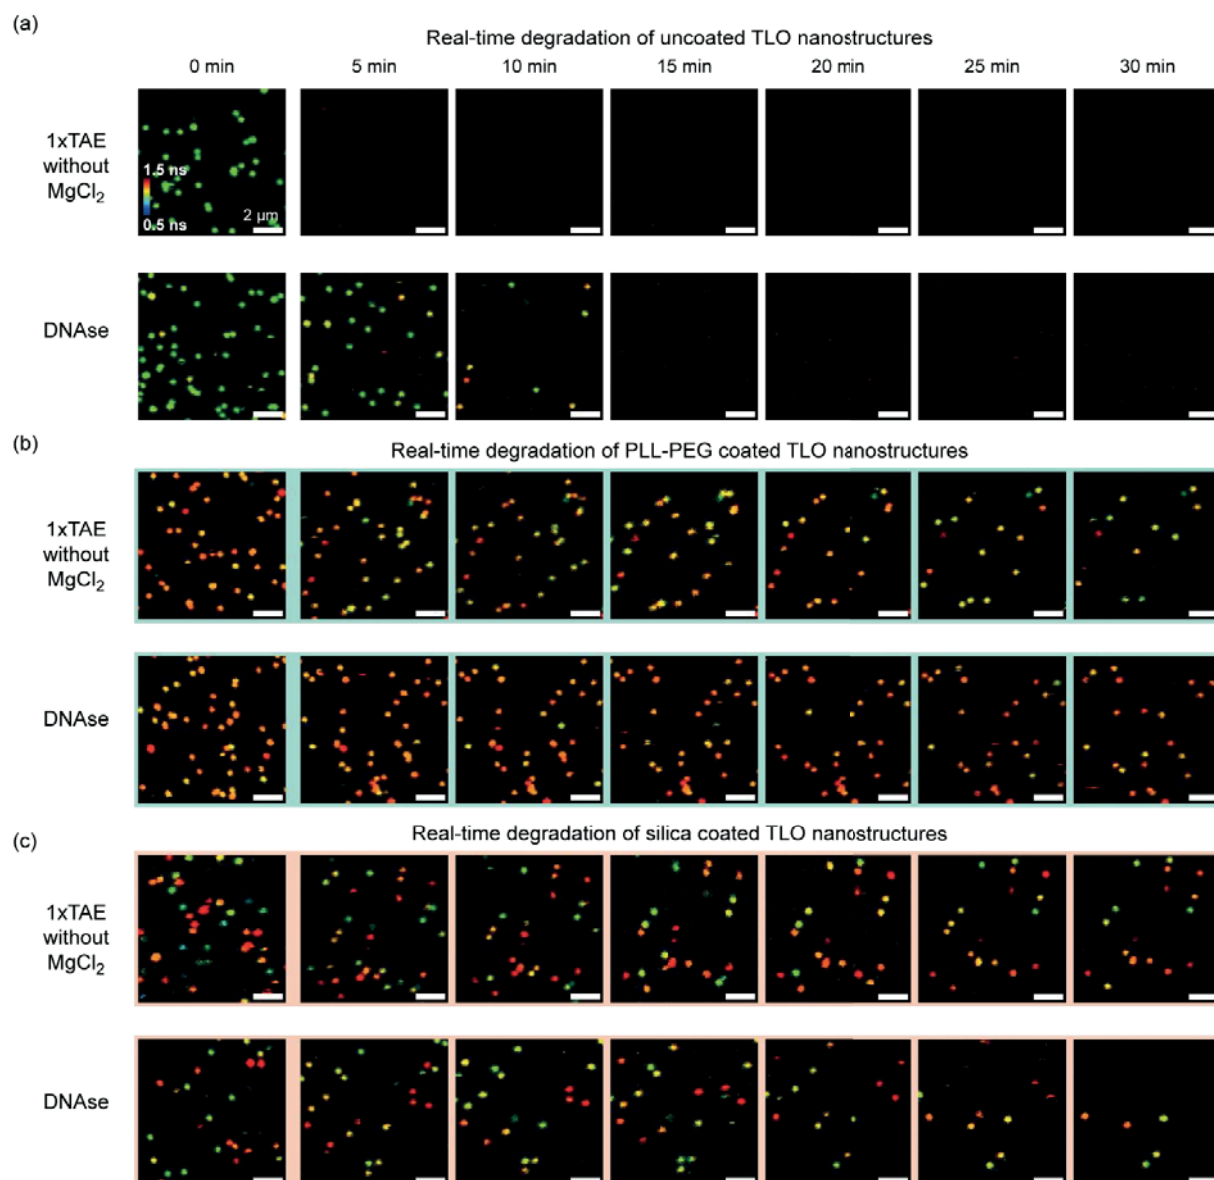 (a)
Real-time degradation of uncoated TLO nanostructures
0 min 5 min 10 min 15 min 20 min 25 min 30 min
1xTAE
without
MgCl₂
1.5 ns
0.5 ns
2 µm
DNAse
(b)
Real-time degradation of PLL-PEG coated TLO nanostructures
1xTAE
without
MgCl₂
DNAse
(c)
Real-time degradation of silica coated TLO nanostructures
1xTAE
without
MgCl₂
DNAse